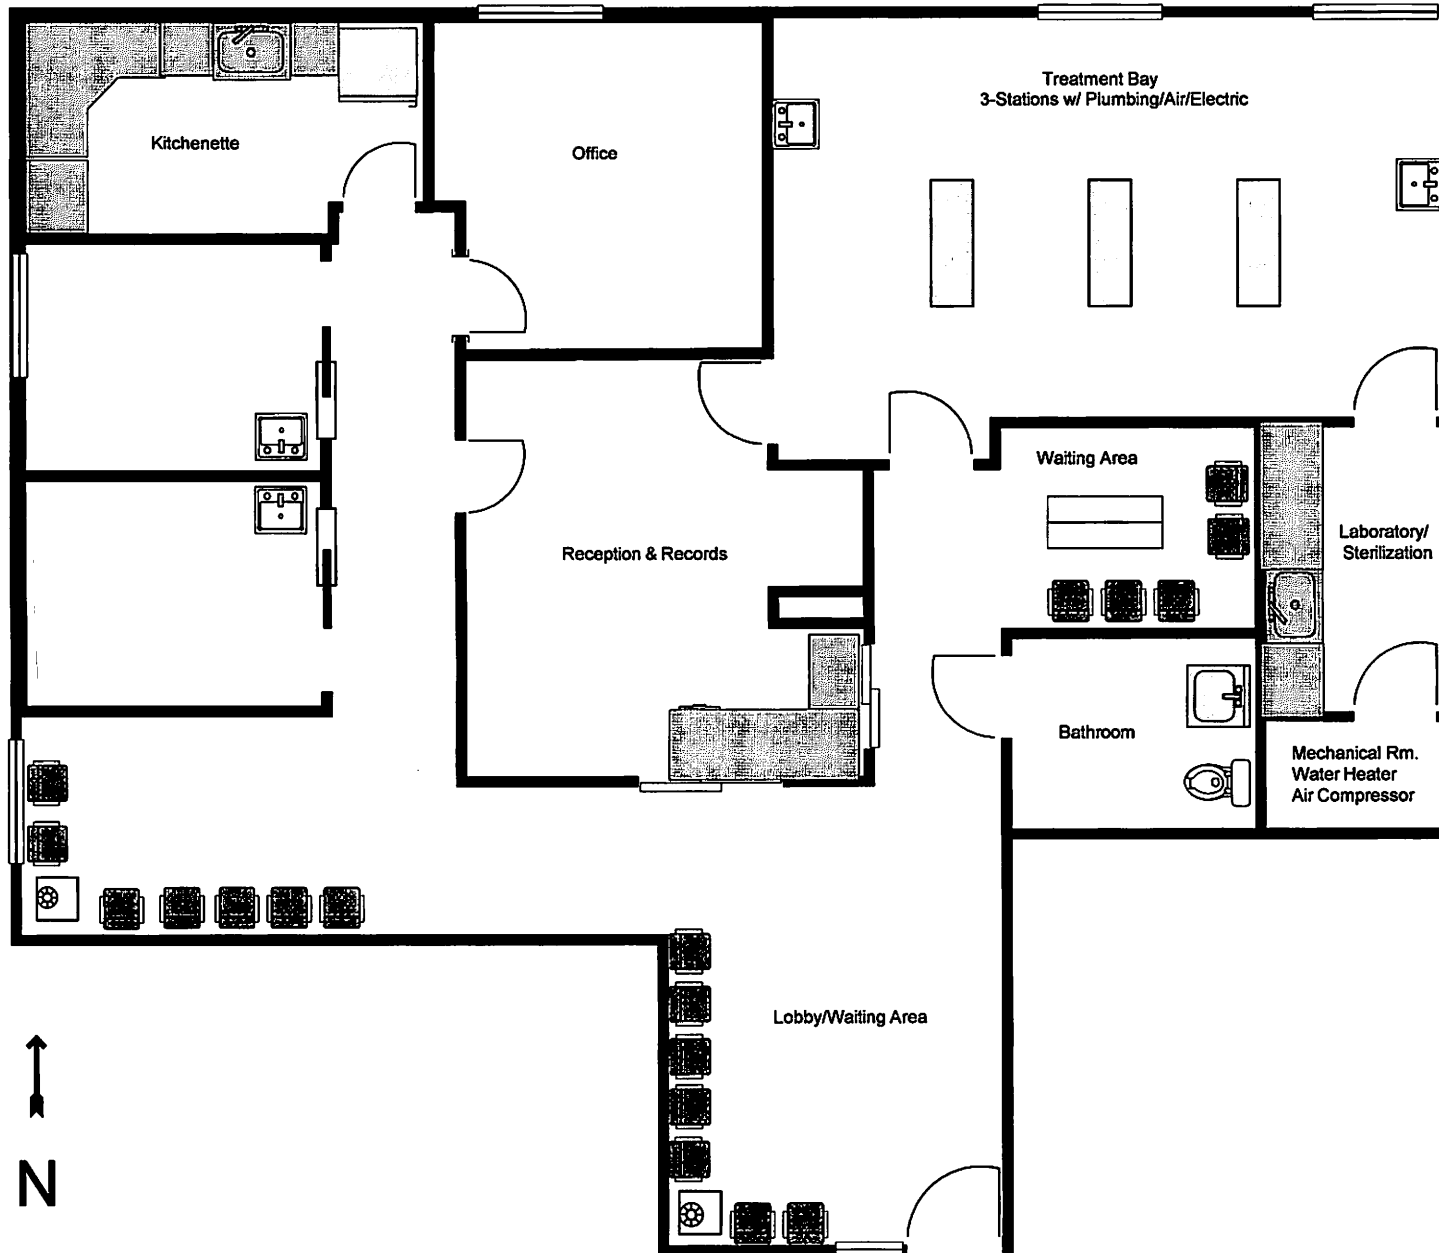 Treatment Bay
3-Stations w/ Plumbing/Air/Electric
Kitchenette
Office
Waiting Area
Reception & Records
Laboratory/
Sterilization
Bathroom
Mechanical Rm.
Water Heater
Air Compressor
Lobby/Waiting Area
N